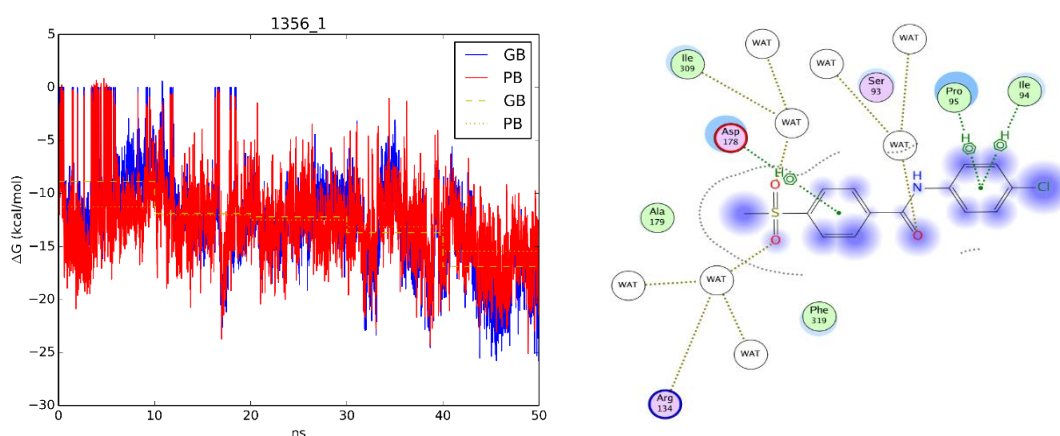 1356_1
ΔG (kcal/mol)
5
0
−5
−10
−15
−20
−25
−30
0
10
20
30
40
50
ns
GB
PB
GB
PB
WAT
WAT
WAT
Ile
309
Ser
93
Pro
95
Ile
94
WAT
WAT
Asp
178
H
H
H
O
S
O
H
N
O
Cl
Ala
179
WAT
WAT
Phe
319
WAT
Arg
134